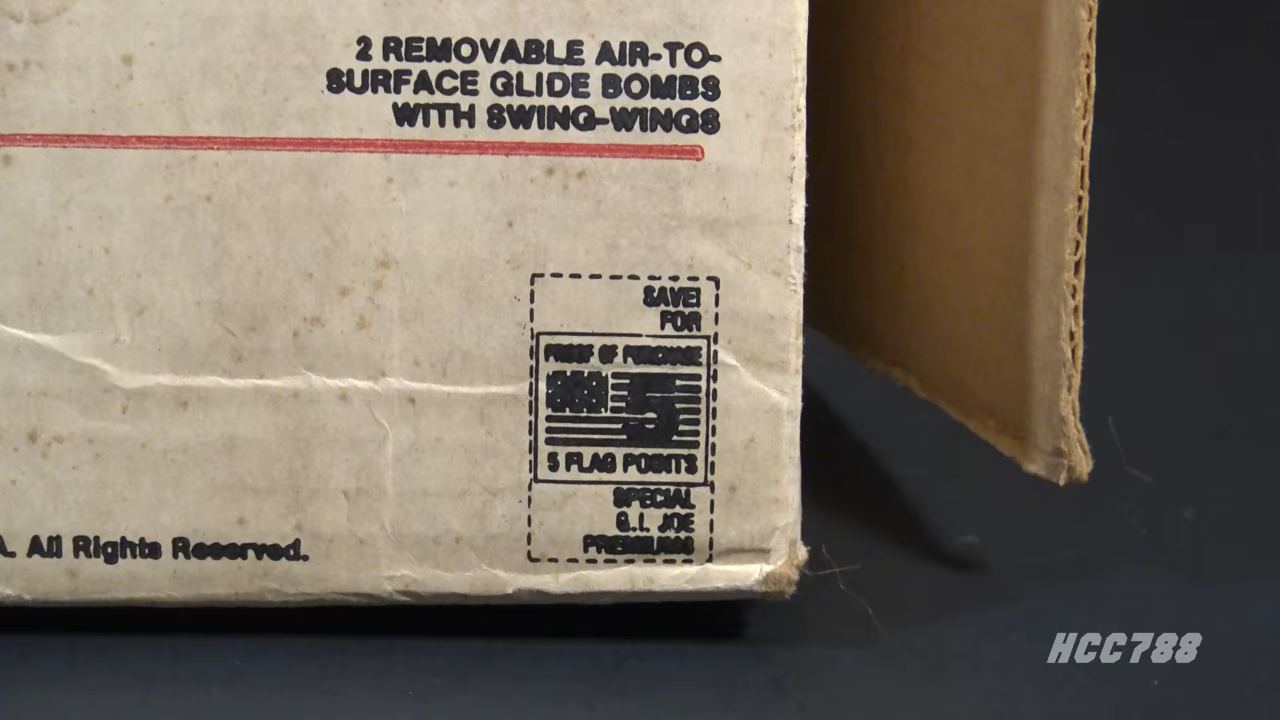 2 REMOVABLE AIR-TO-
SURFACE GLIDE BOMBS
WITH SWING-WINGS
SAVE!
FOR
PROOF OF PURCHASE
5
5 FLAG POINTS
SPECIAL
G.I. JOE
PREMIUMS
A. All Rights Reserved.
HCC788